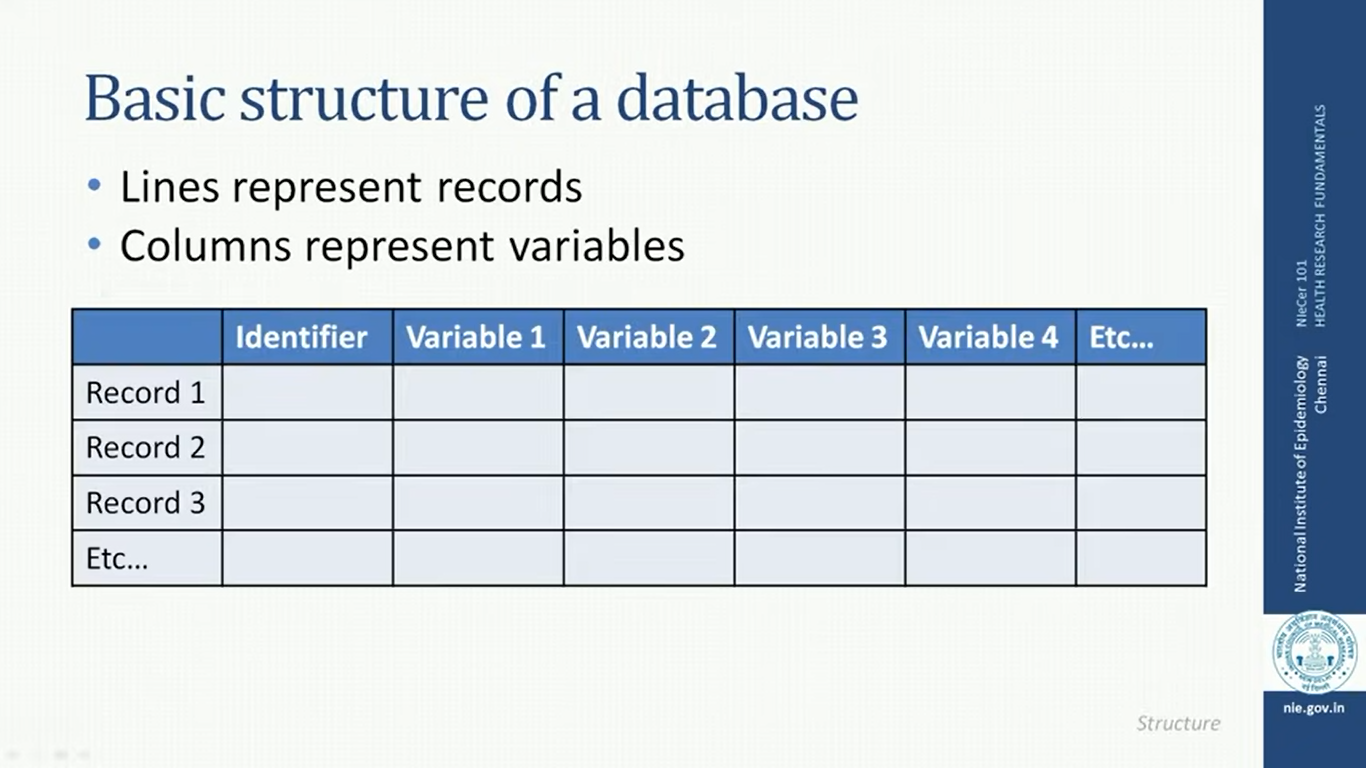 Basic structure of a database
• Lines represent records
• Columns represent variables
Identifier Variable 1 Variable 2 Variable 3 Variable 4 Etc...
Record 1
Record 2
Record 3
Etc...
Structure
NieCer 101
HEALTH RESEARCH FUNDAMENTALS
National Institute of Epidemiology
Chennai
nie.gov.in